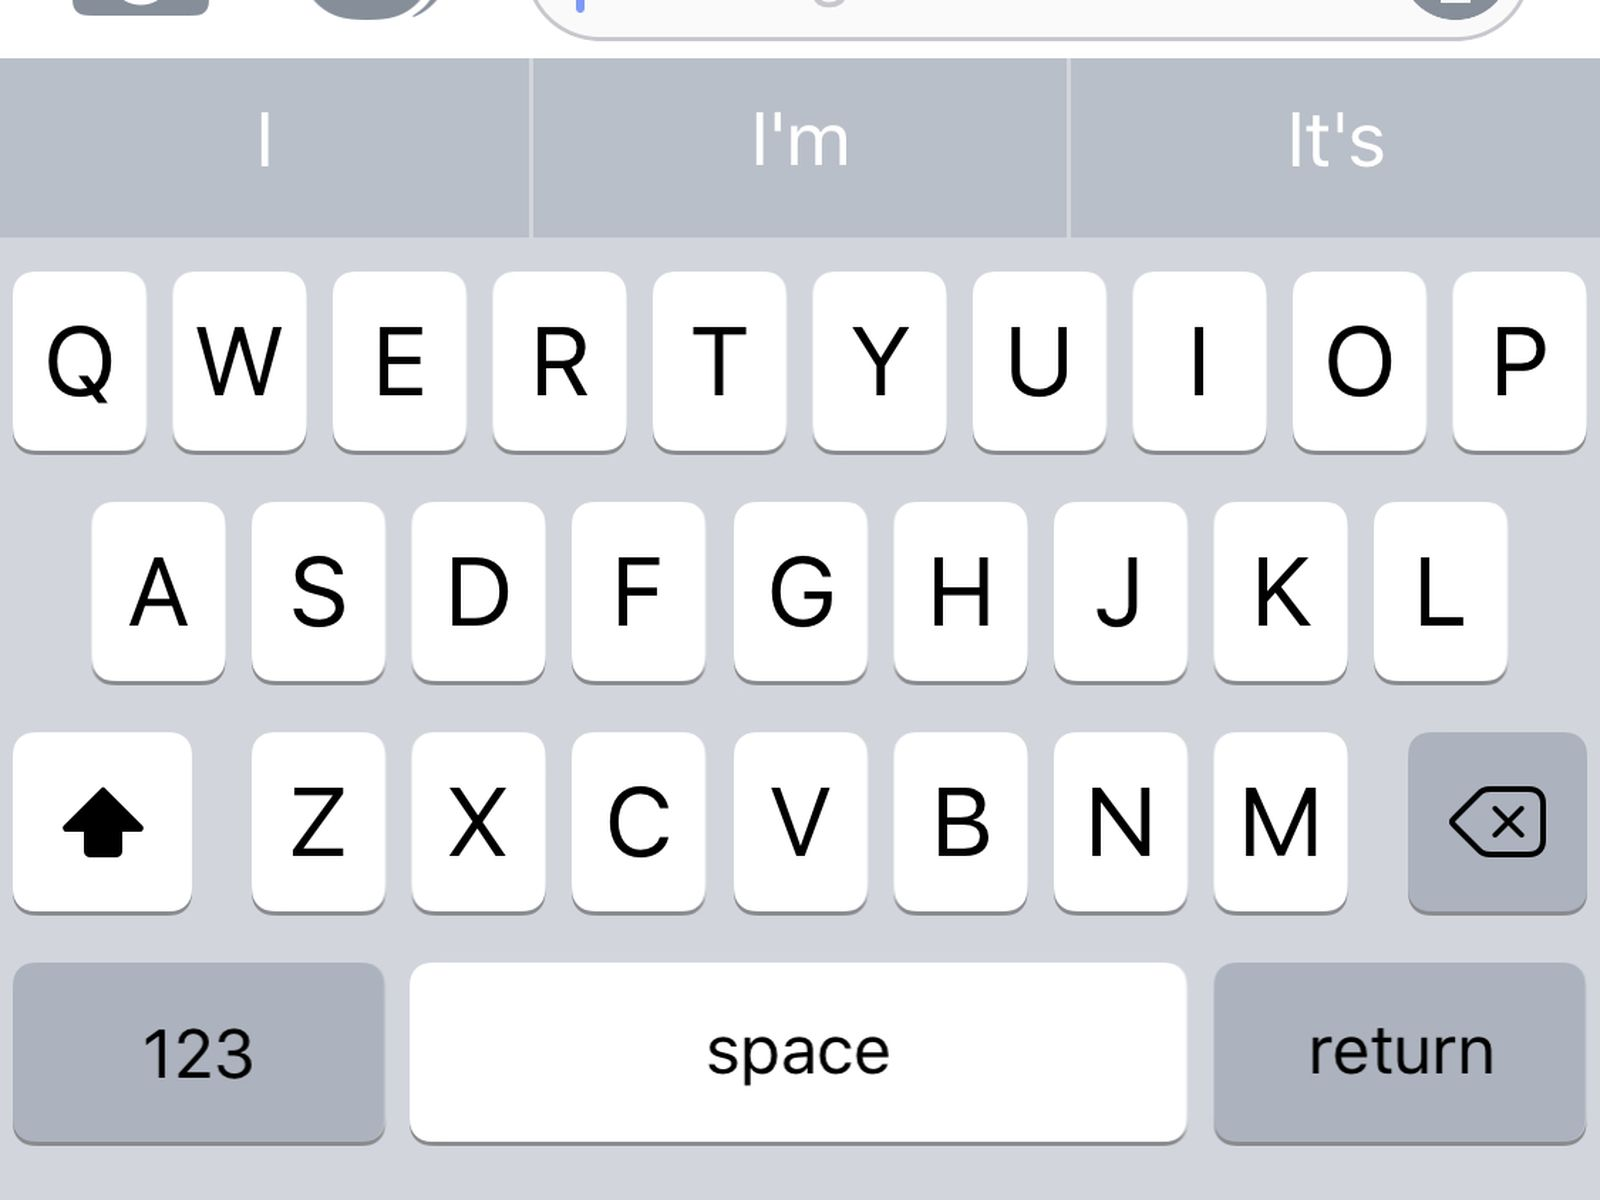 I I'm It's
Q W E R T Y U I O P
A S D F G H J K L
Z X C V B N M
123 space return